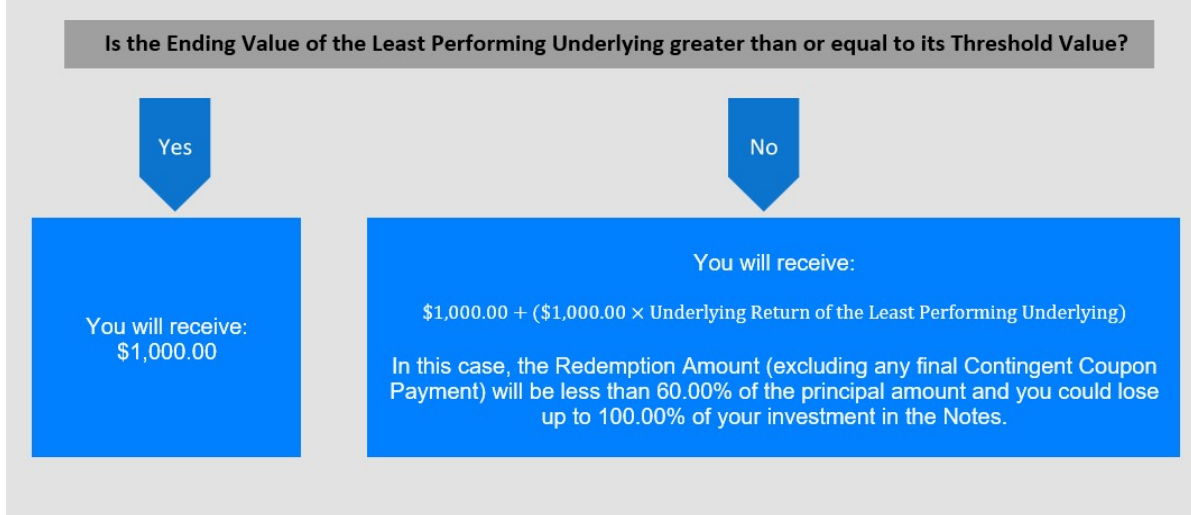 Is the Ending Value of the Least Performing Underlying greater than or equal to its Threshold Value?
Yes
No
You will receive:
$1,000.00
You will receive:
$1,000.00 + ($1,000.00 × Underlying Return of the Least Performing Underlying)
In this case, the Redemption Amount (excluding any final Contingent Coupon
Payment) will be less than 60.00% of the principal amount and you could lose
up to 100.00% of your investment in the Notes.